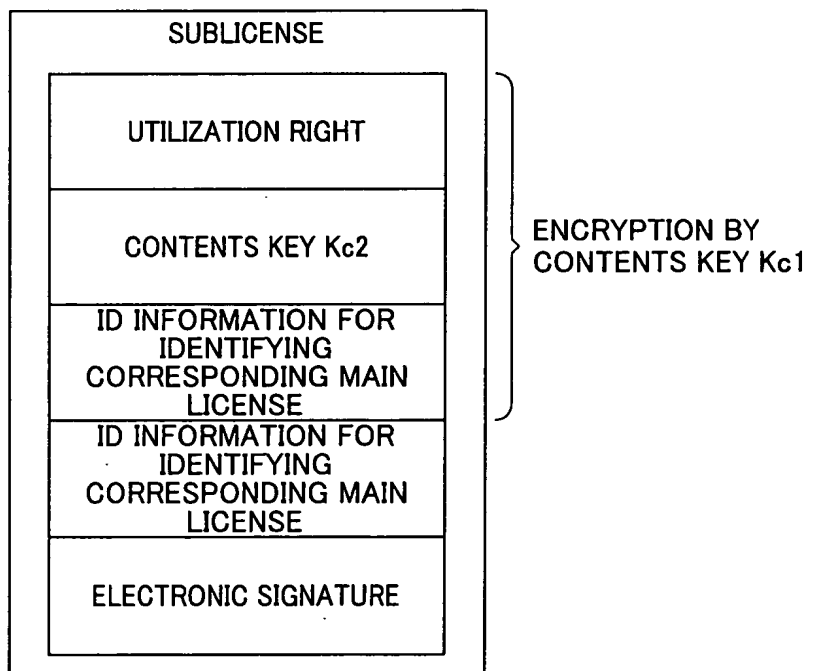 SUBLICENSE
UTILIZATION RIGHT
CONTENTS KEY Kc2
ID INFORMATION FOR
IDENTIFYING
CORRESPONDING MAIN
LICENSE
ID INFORMATION FOR
IDENTIFYING
CORRESPONDING MAIN
LICENSE
ELECTRONIC SIGNATURE
ENCRYPTION BY
CONTENTS KEY Kc1